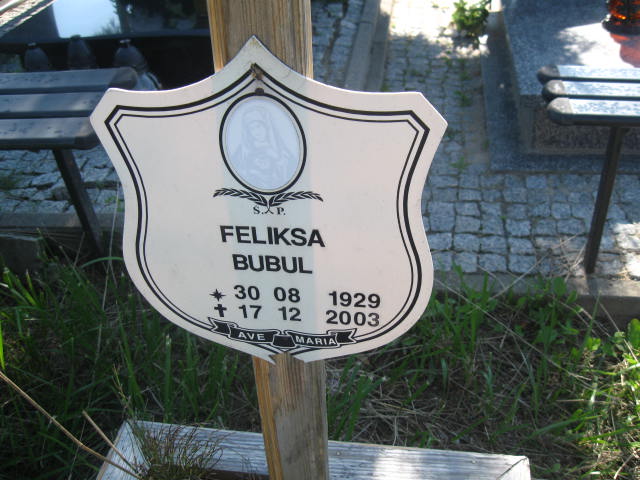 S. P.
FELIKSA
BUBUL
30 08 1929
17 12 2003
AVE MARIA